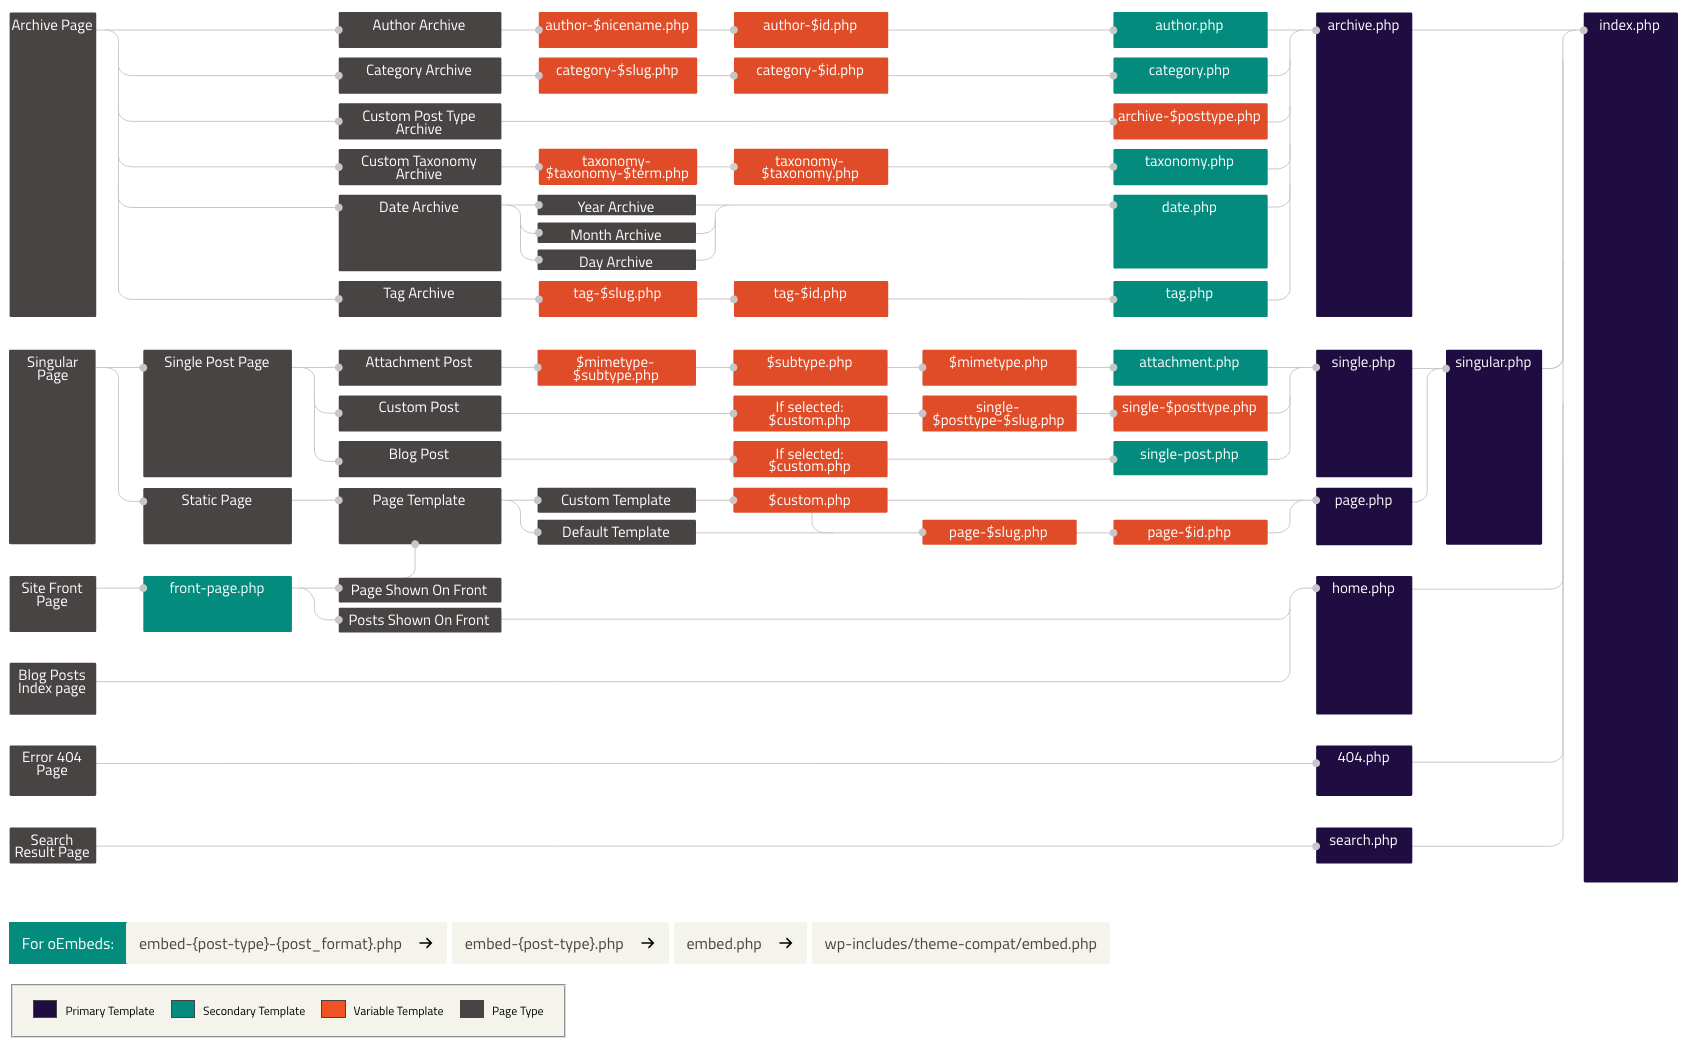 Archive Page
Author Archive
author-$nicename.php
author-$id.php
author.php
archive.php
index.php
Category Archive
category-$slug.php
category-$id.php
category.php
Custom Post Type
Archive
archive-$posttype.php
Custom Taxonomy
Archive
taxonomy-
$taxonomy-$term.php
taxonomy-
$taxonomy.php
taxonomy.php
Date Archive
Year Archive
Month Archive
Day Archive
date.php
Tag Archive
tag-$slug.php
tag-$id.php
tag.php
Singular
Page
Single Post Page
Attachment Post
$mimetype-
$subtype.php
$subtype.php
$mimetype.php
attachment.php
single.php
singular.php
Custom Post
If selected:
$custom.php
single-
$posttype-$slug.php
single-$posttype.php
Blog Post
If selected:
$custom.php
single-post.php
Static Page
Page Template
Custom Template
$custom.php
page.php
Default Template
page-$slug.php
page-$id.php
Site Front
Page
front-page.php
Page Shown On Front
Posts Shown On Front
home.php
Blog Posts
Index page
Error 404
Page
404.php
Search
Result Page
search.php
For oEmbeds:
embed-{post-type}-{post_format}.php →
embed-{post-type}.php →
embed.php →
wp-includes/theme-compat/embed.php
Primary Template
Secondary Template
Variable Template
Page Type